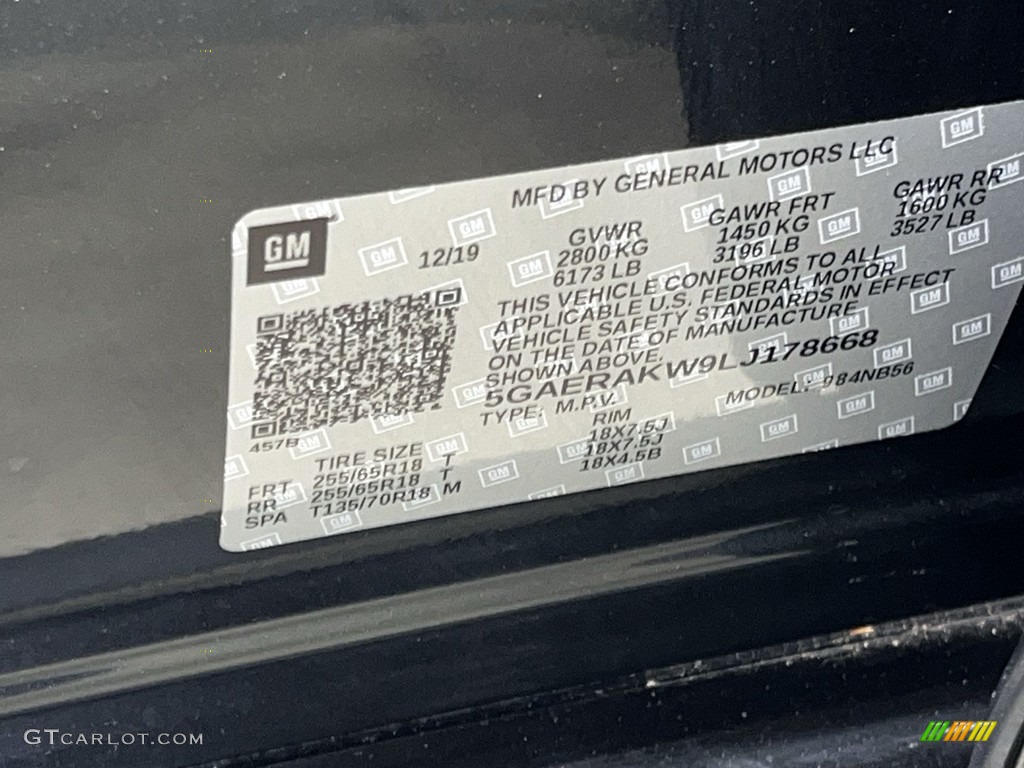 MFD BY GENERAL MOTORS LLC
GM
12/19
GVWR GAWR FRT GAWR RR
2800 KG 1450 KG 1600 KG
6173 LB 3196 LB 3527 LB
THIS VEHICLE CONFORMS TO ALL
APPLICABLE U.S. FEDERAL MOTOR
VEHICLE SAFETY STANDARDS IN EFFECT
ON THE DATE OF MANUFACTURE
SHOWN ABOVE.
5GAERAKW9LJ178668
TYPE: M.P.V. MODEL: 984NB56
457B
TIRE SIZE RIM
FRT 255/65R18 T 18X7.5J
RR 255/65R18 T 18X7.5J
SPA T135/70R18 M 18X4.5B
GTCARLOT.COM